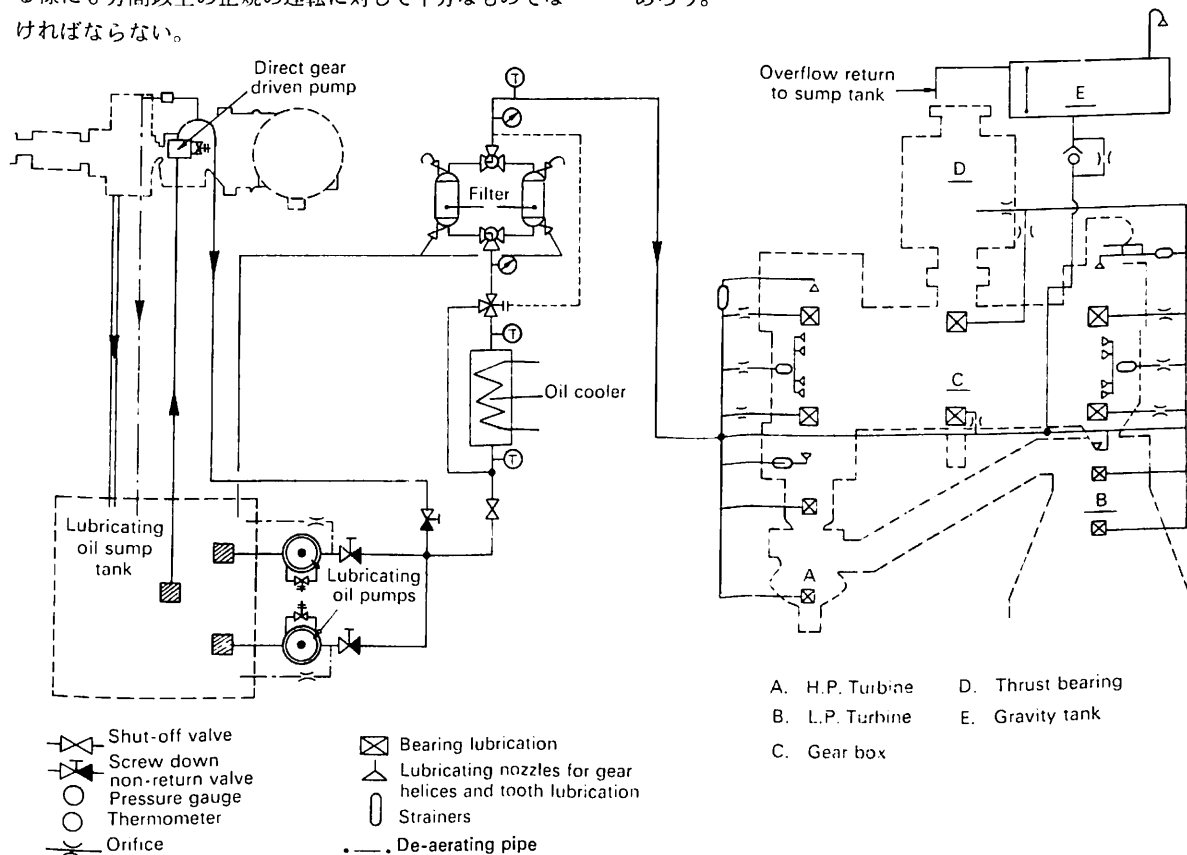 る様に6分間以上の正規の運転に対して十分なものでな
ければならない。
あろう。
Direct gear
driven pump
Overflow return
to sump tank
E
T
D
Filter
T
Oil cooler
C
T
B
Lubricating
oil sump
tank
Lubricating
oil pumps
A
A. H.P. Turbine
B. L.P. Turbine
C. Gear box
D. Thrust bearing
E. Gravity tank
Shut-off valve
Screw down
non-return valve
Pressure gauge
Thermometer
Orifice
Bearing lubrication
Lubricating nozzles for gear
helices and tooth lubrication
Strainers
De-aerating pipe